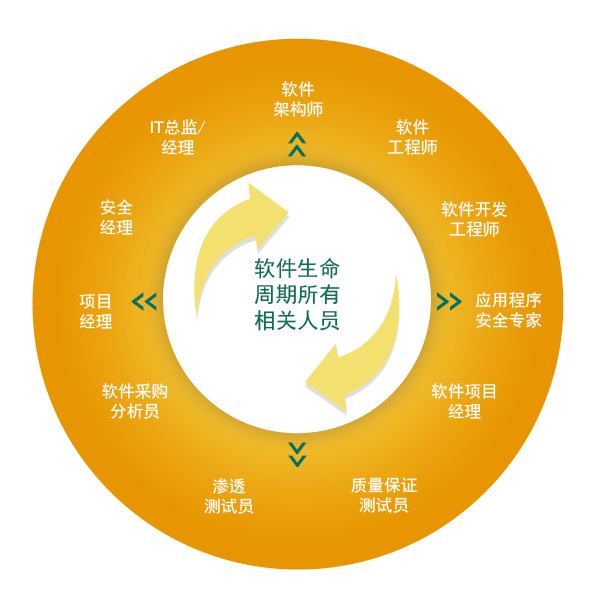 软件
架构师
软件
工程师
软件开发
工程师
应用程序
安全专家
软件项目
经理
质量保证
测试员
渗透
测试员
软件采购
分析员
项目
经理
安全
经理
IT总监/
经理
软件生命
周期所有
相关人员